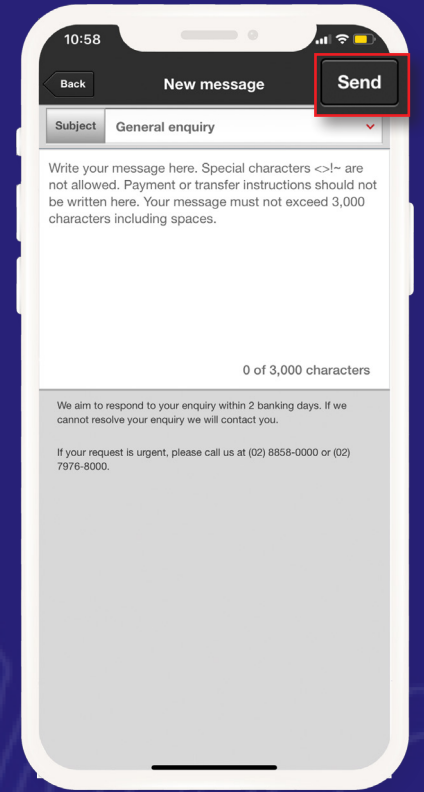 10:58
Back New message Send
Subject General enquiry
Write your message here. Special characters <>!~ are
not allowed. Payment or transfer instructions should not
be written here. Your message must not exceed 3,000
characters including spaces.
0 of 3,000 characters
We aim to respond to your enquiry within 2 banking days. If we
cannot resolve your enquiry we will contact you.
If your request is urgent, please call us at (02) 8858-0000 or (02)
7976-8000.